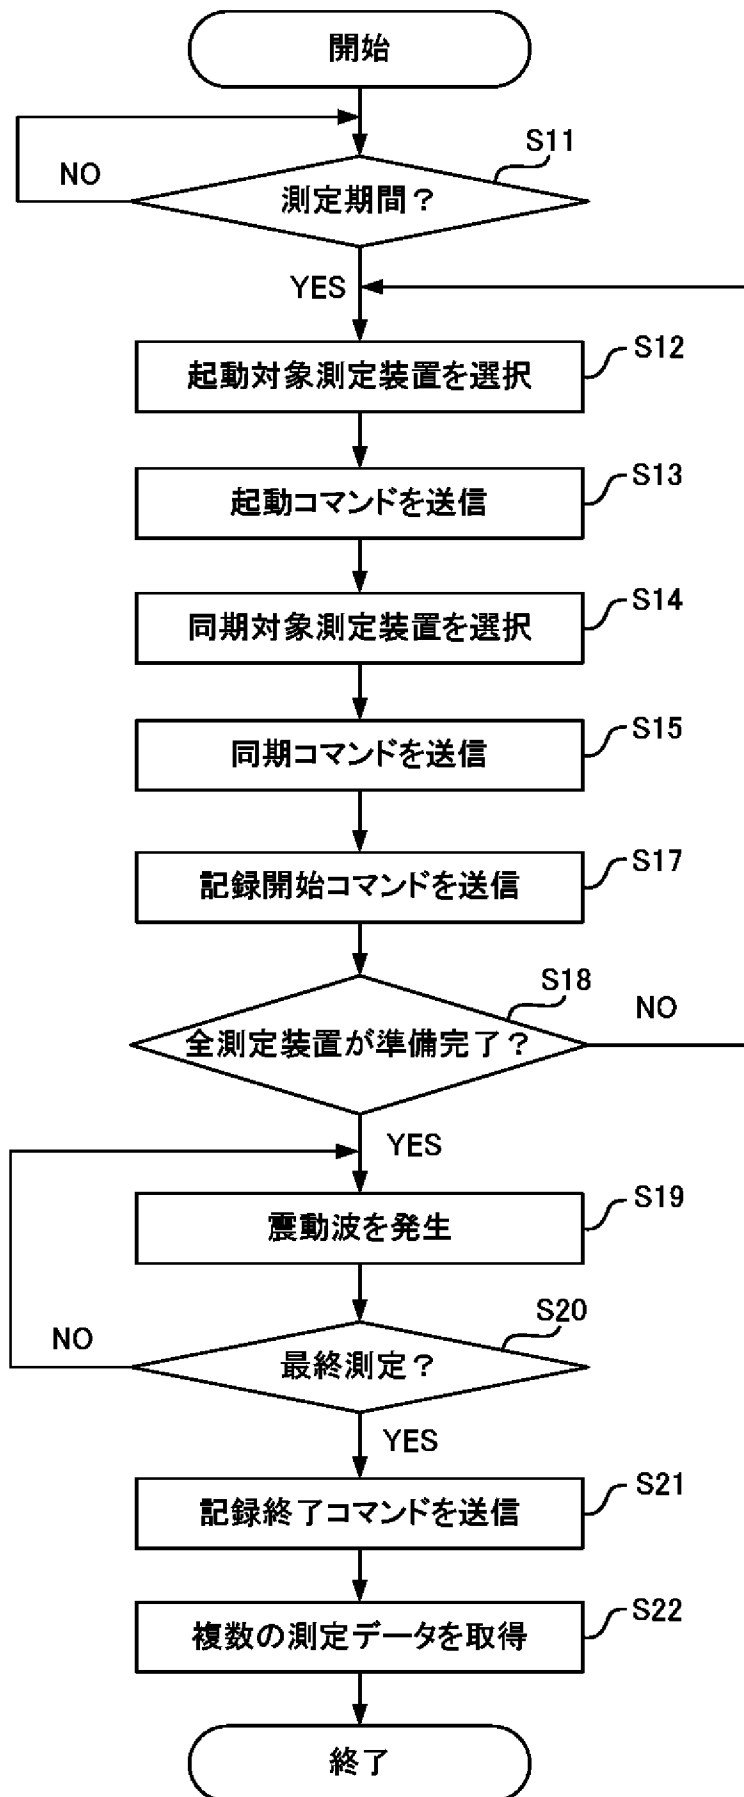 開始
S11
NO
測定期間？
YES
S12
起動対象測定装置を選択
S13
起動コマンドを送信
S14
同期対象測定装置を選択
S15
同期コマンドを送信
S17
記録開始コマンドを送信
S18
NO
全測定装置が準備完了？
YES
S19
震動波を発生
S20
NO
最終測定？
YES
S21
記録終了コマンドを送信
S22
複数の測定データを取得
終了